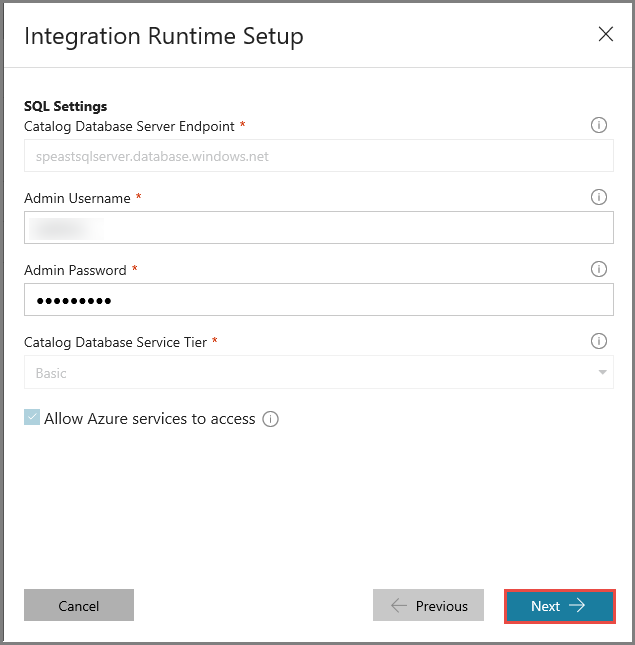 Integration Runtime Setup
SQL Settings
Catalog Database Server Endpoint *
speastsqlserver.database.windows.net
Admin Username *
Admin Password *
●●●●●●●●●
Catalog Database Service Tier *
Basic
Allow Azure services to access
Cancel
Previous
Next